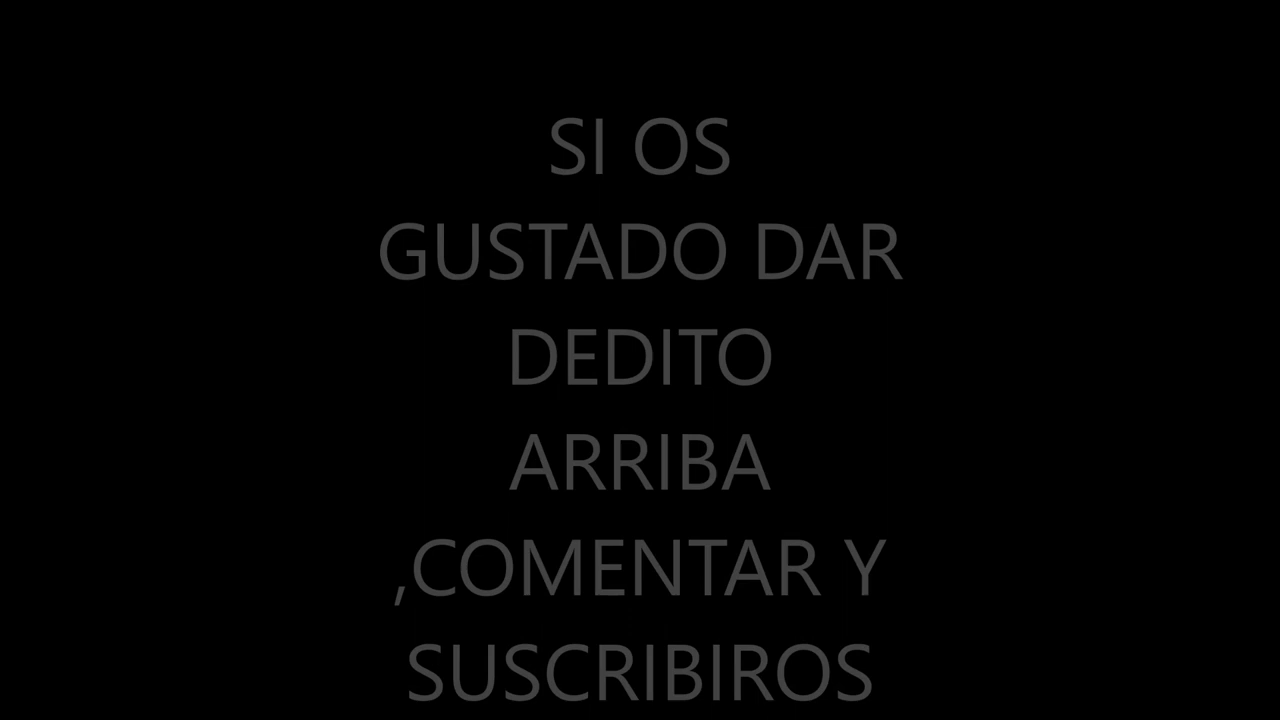 SI OS
GUSTADO DAR
DEDITO
ARRIBA
,COMENTAR Y
SUSCRIBIROS